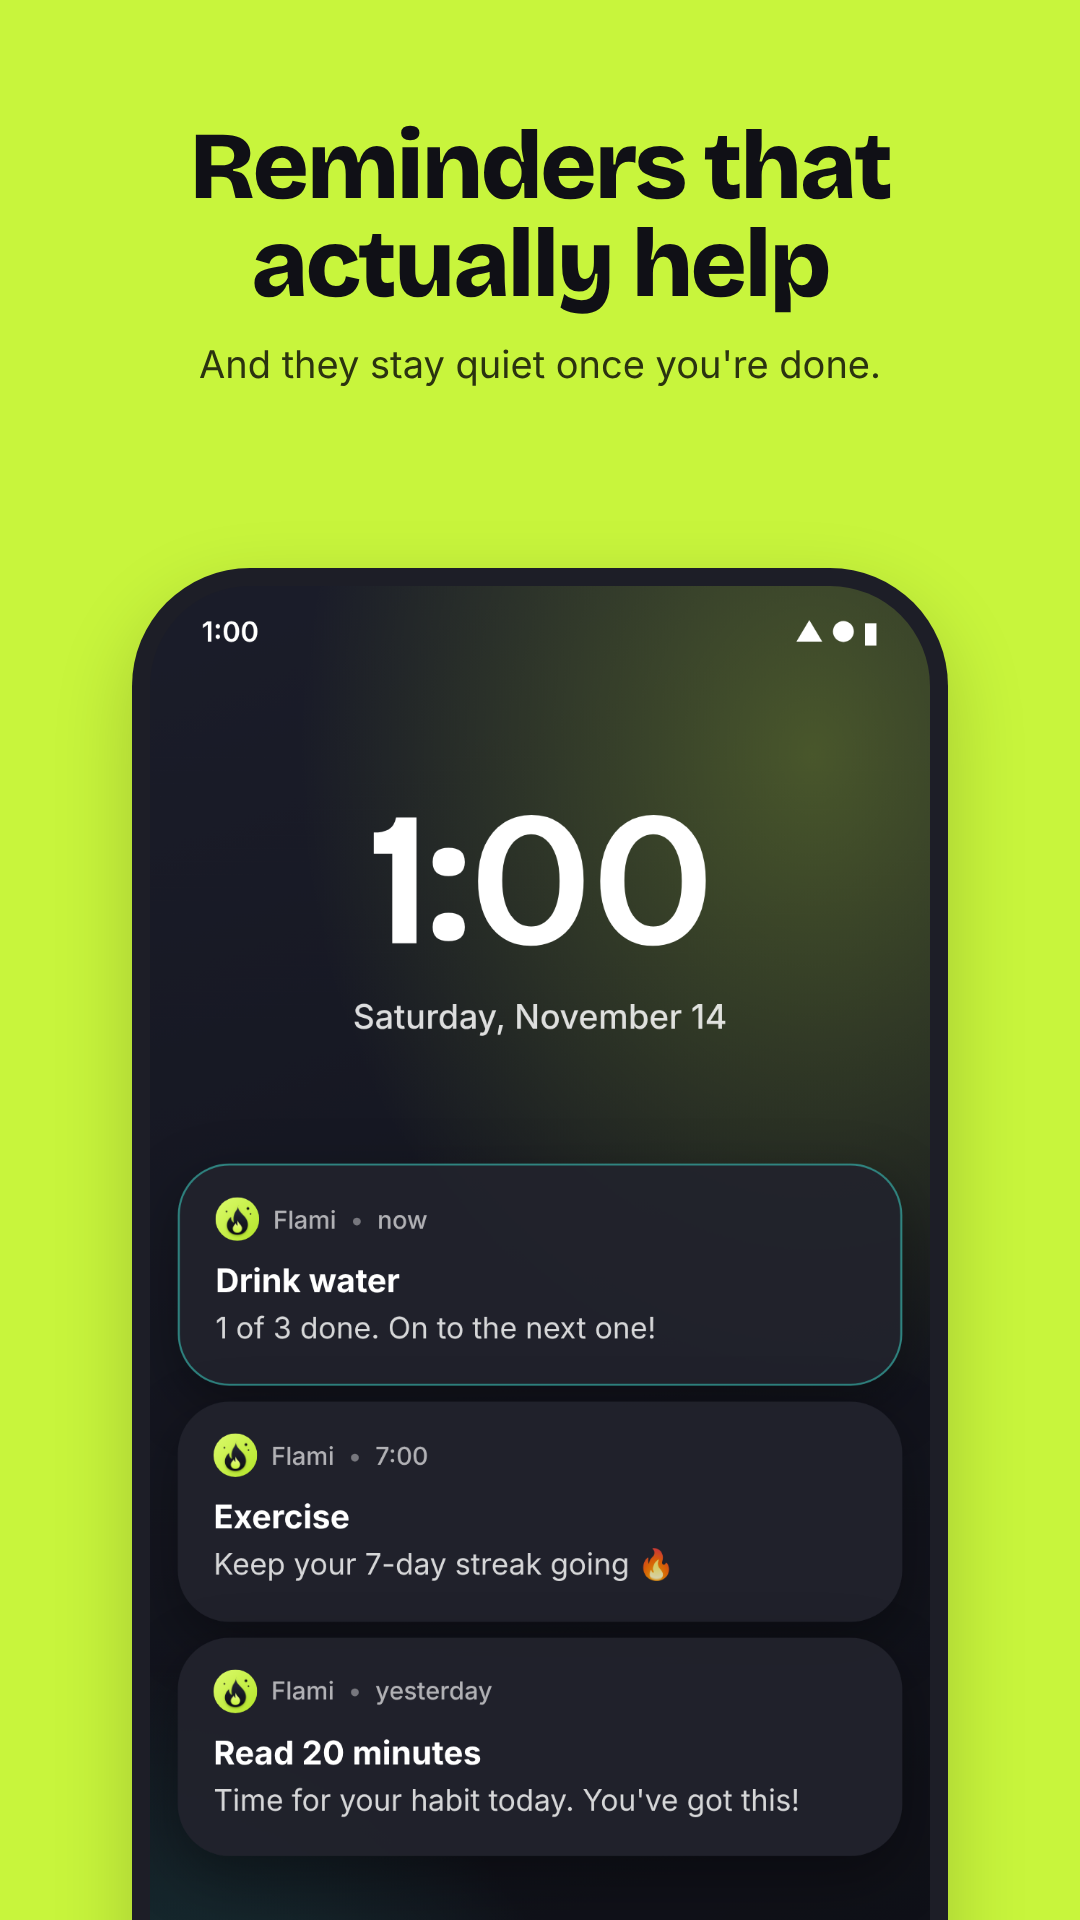 Reminders that
actually help
And they stay quiet once you're done.
1:00
1:00
Saturday, November 14
Flami • now
Drink water
1 of 3 done. On to the next one!
Flami • 7:00
Exercise
Keep your 7-day streak going 🔥
Flami • yesterday
Read 20 minutes
Time for your habit today. You've got this!